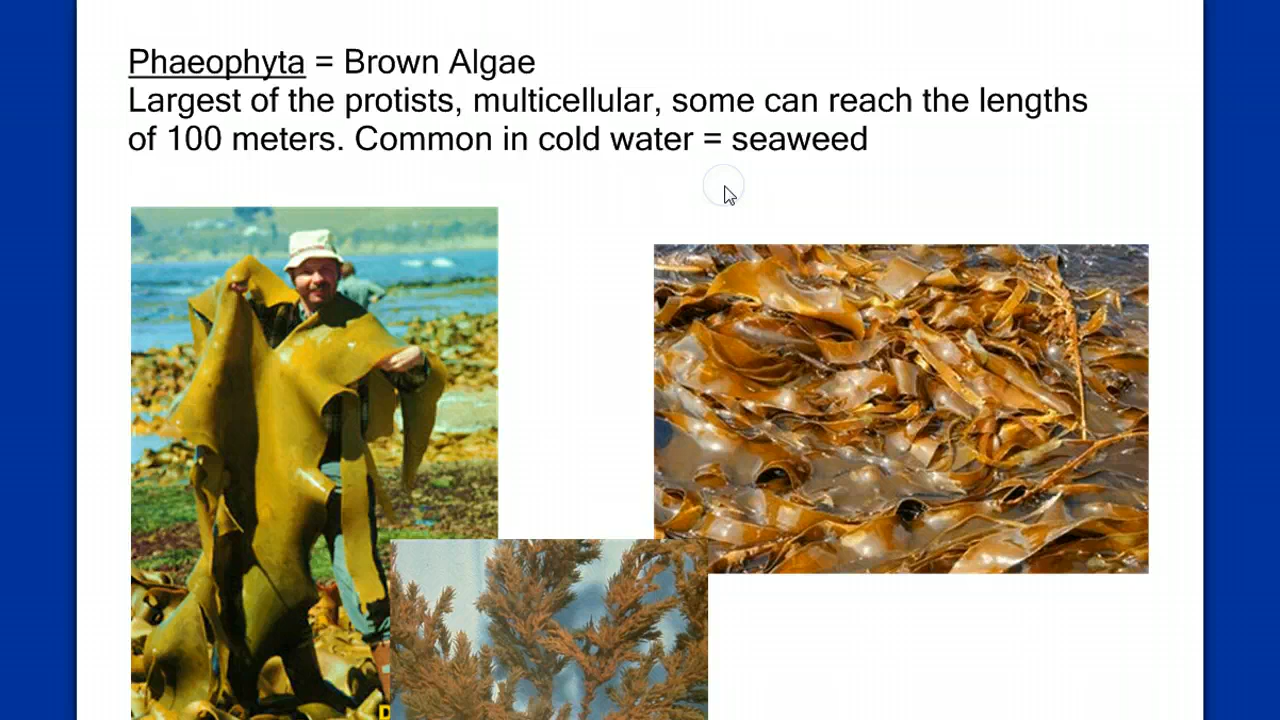 Phaeophyta = Brown Algae
Largest of the protists, multicellular, some can reach the lengths
of 100 meters. Common in cold water = seaweed
D